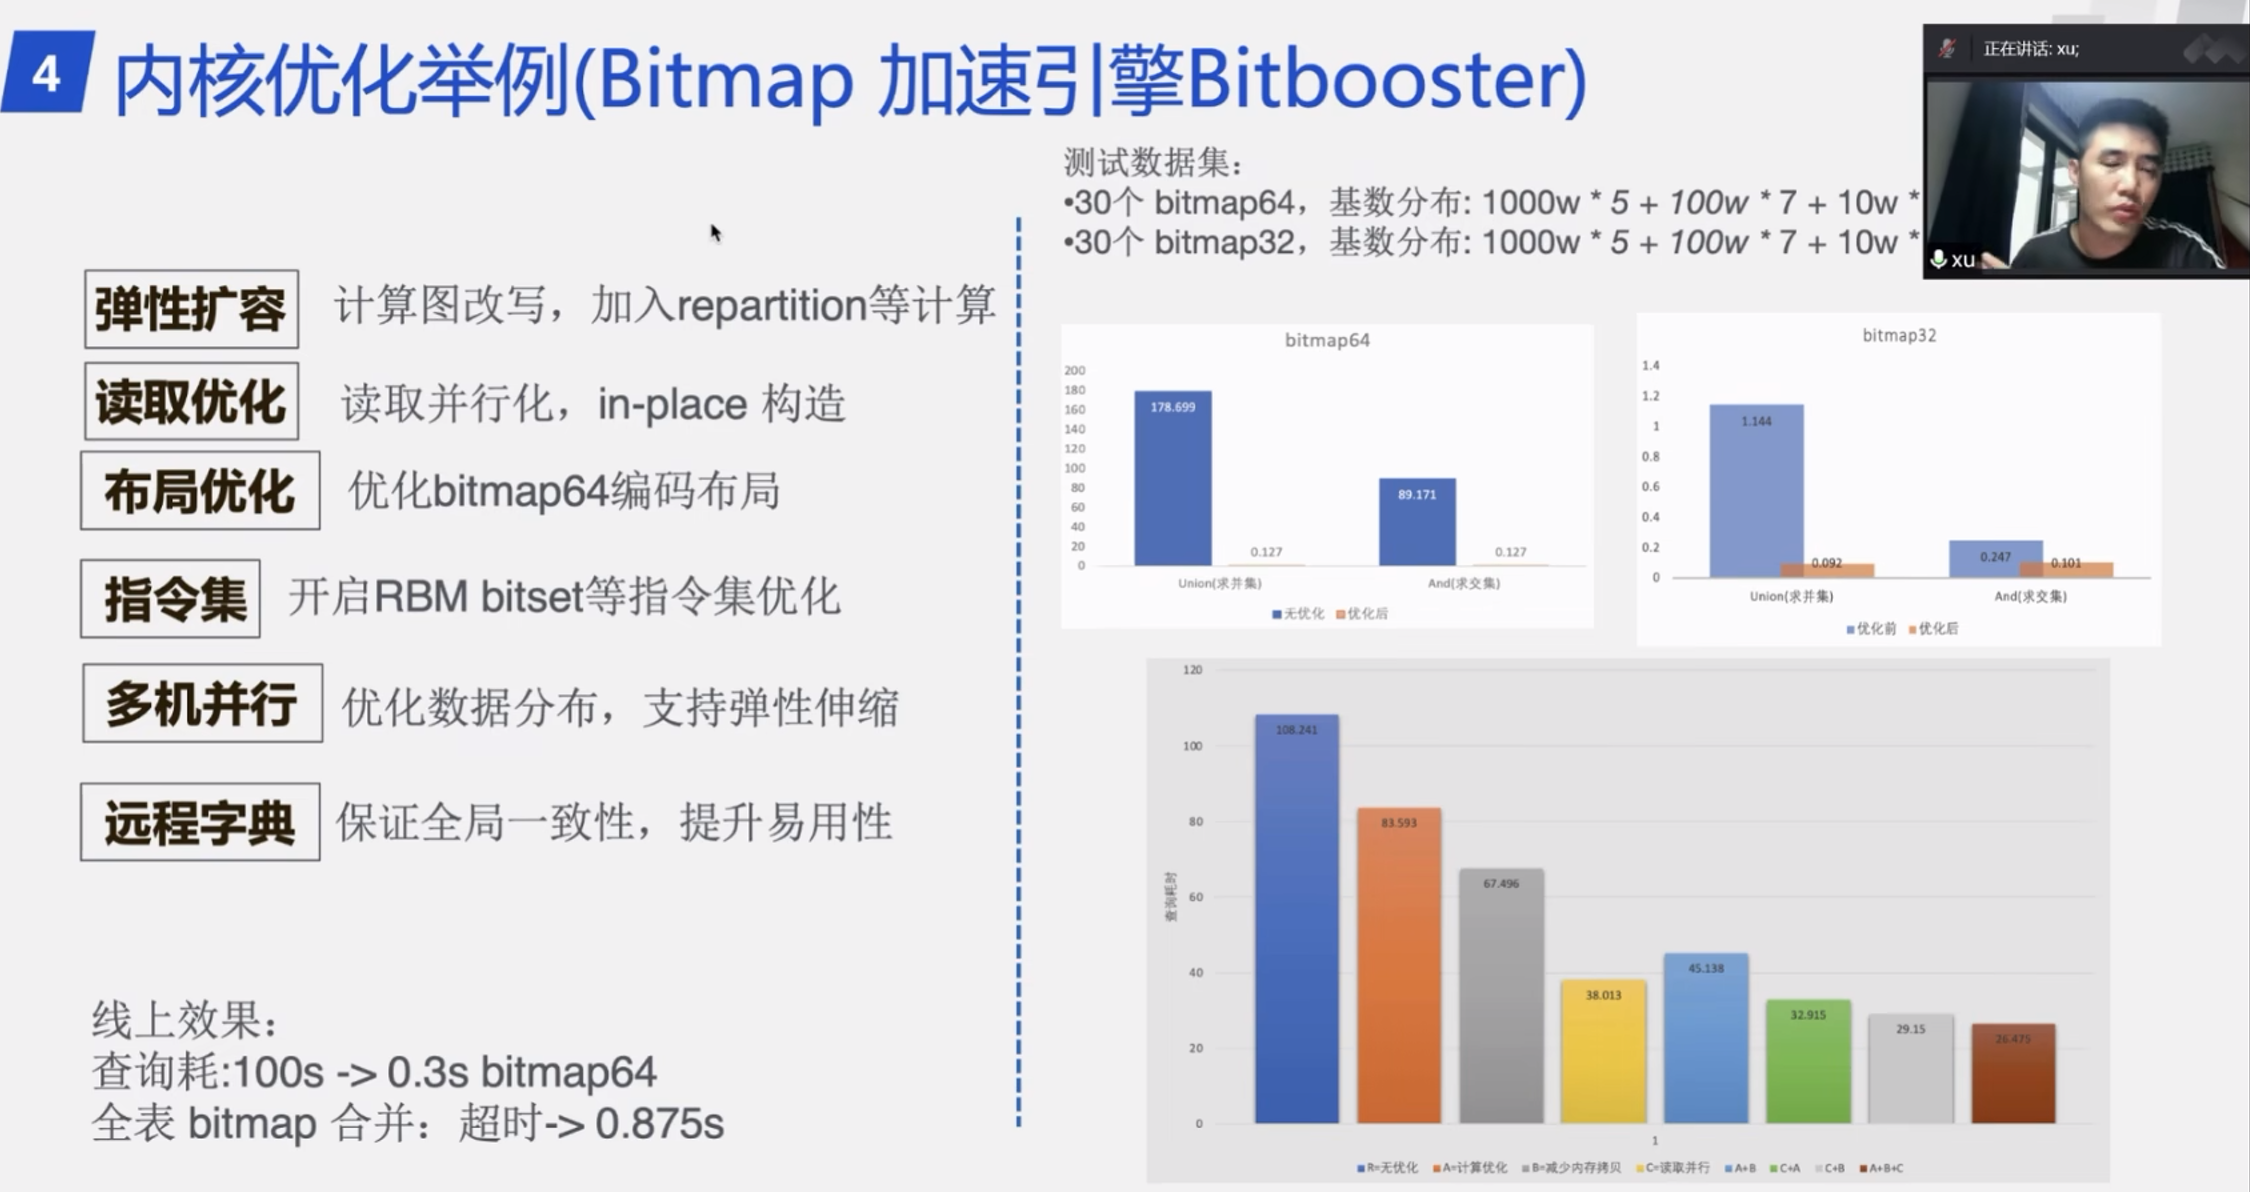 4
内核优化举例(Bitmap 加速引擎Bitbooster)
正在讲话: xu;
xu
弹性扩容 计算图改写，加入repartition等计算
读取优化 读取并行化，in-place 构造
布局优化 优化bitmap64编码布局
指令集 开启RBM bitset等指令集优化
多机并行 优化数据分布，支持弹性伸缩
远程字典 保证全局一致性，提升易用性
线上效果：
查询耗:100s -> 0.3s bitmap64
全表 bitmap 合并：超时-> 0.875s
测试数据集：
•30个 bitmap64，基数分布: 1000w * 5 + 100w * 7 + 10w *
•30个 bitmap32，基数分布: 1000w * 5 + 100w * 7 + 10w *
bitmap64
200
180
160
140
120
100
80
60
40
20
0
178.699
0.127
89.171
0.127
Union(求并集) And(求交集)
无优化 优化后
bitmap32
1.4
1.2
1
0.8
0.6
0.4
0.2
0
1.144
0.092
0.247
0.101
Union(求并集) And(求交集)
优化前 优化后
120
100
80
60
40
20
0
查询耗时
108.241
83.593
67.496
38.013
45.138
32.915
29.15
26.475
1
R=无优化 A=计算优化 B=减少内存拷贝 C=读取并行 A+B C+A C+B A+B+C